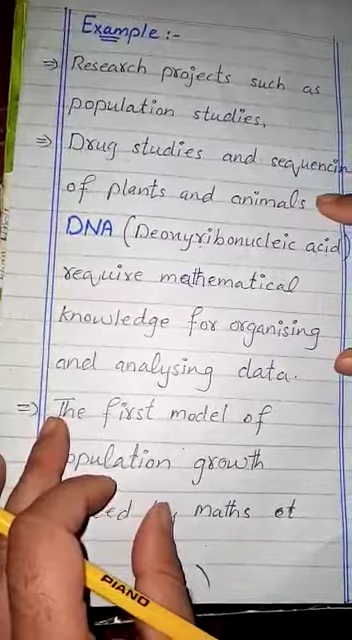 Example :-
⇒ Research projects such as
population studies.
⇒ Drug studies and sequencin
of plants and animals
DNA (Deoxyribonucleic acid)
require mathematical
knowledge for organising
and analysing data.
⇒ The first model of
opulation growth
maths
PIANO